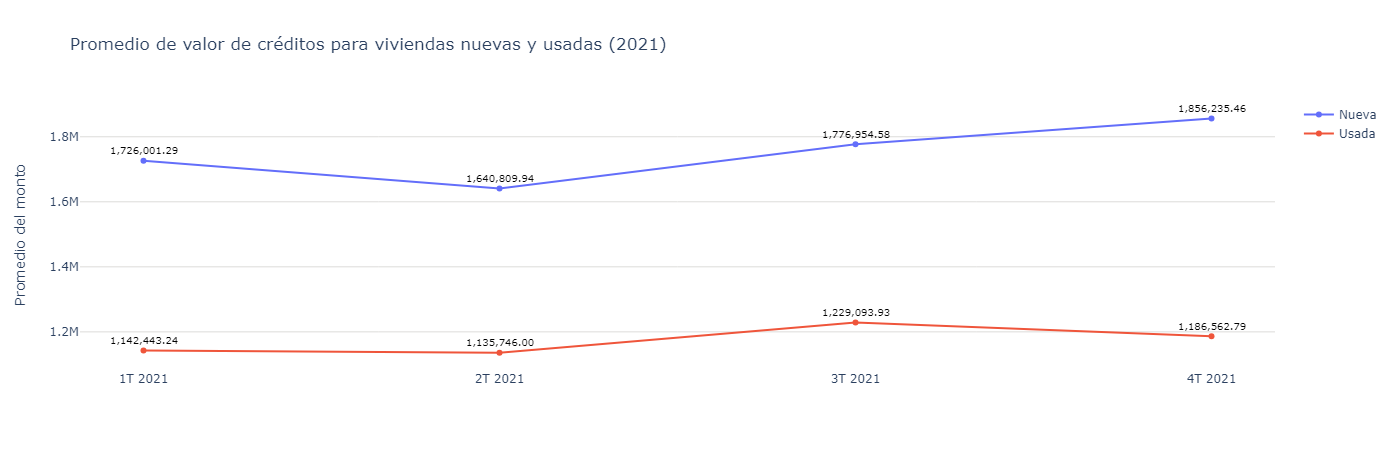 Promedio de valor de créditos para viviendas nuevas y usadas (2021)
Nueva
Usada
Promedio del monto
1.8M
1.6M
1.4M
1.2M
1,726,001.29
1,640,809.94
1,776,954.58
1,856,235.46
1,142,443.24
1,135,746.00
1,229,093.93
1,186,562.79
1T 2021
2T 2021
3T 2021
4T 2021